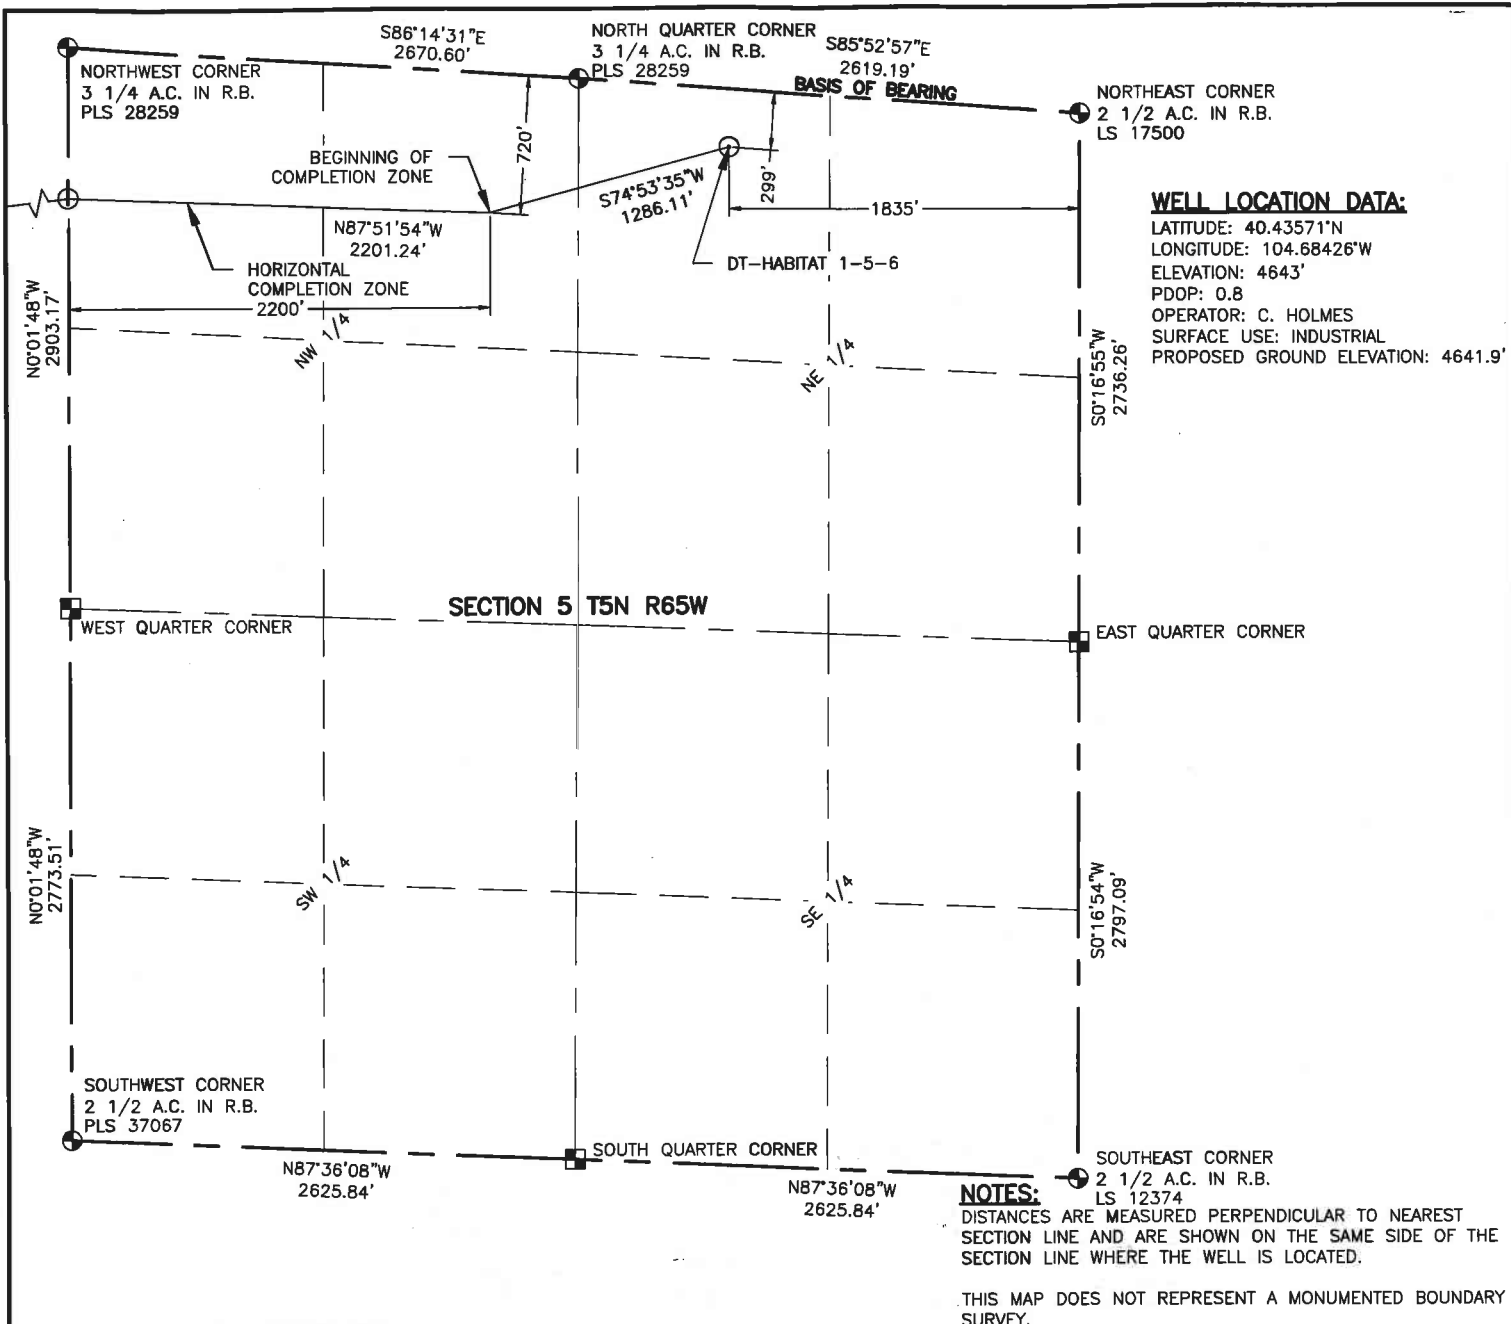 S86°14'31"E
2670.60'
NORTH QUARTER CORNER
3 1/4 A.C. IN R.B.
PLS 28259
S85°52'57"E
2619.19'
BASIS OF BEARING
NORTHWEST CORNER
3 1/4 A.C. IN R.B.
PLS 28259
NORTHEAST CORNER
2 1/2 A.C. IN R.B.
LS 17500
BEGINNING OF
COMPLETION ZONE
720'
S74°53'35"W
1286.11'
299'
1835'
WELL LOCATION DATA:
LATITUDE: 40.43571°N
LONGITUDE: 104.68426°W
ELEVATION: 4643'
PDOP: 0.8
OPERATOR: C. HOLMES
SURFACE USE: INDUSTRIAL
PROPOSED GROUND ELEVATION: 4641.9'
N87°51'54"W
2201.24'
HORIZONTAL
COMPLETION ZONE
2200'
DT-HABITAT 1-5-6
N0°01'48"W
2903.17'
NW 1/4
NE 1/4
S0°16'55"W
2736.26'
SECTION 5 T5N R65W
WEST QUARTER CORNER
EAST QUARTER CORNER
N0°01'48"W
2773.51'
SW 1/4
SE 1/4
S0°16'54"W
2797.09'
SOUTHWEST CORNER
2 1/2 A.C. IN R.B.
PLS 37067
SOUTH QUARTER CORNER
N87°36'08"W
2625.84'
N87°36'08"W
2625.84'
SOUTHEAST CORNER
2 1/2 A.C. IN R.B.
LS 12374
NOTES:
DISTANCES ARE MEASURED PERPENDICULAR TO NEAREST
SECTION LINE AND ARE SHOWN ON THE SAME SIDE OF THE
SECTION LINE WHERE THE WELL IS LOCATED.
THIS MAP DOES NOT REPRESENT A MONUMENTED BOUNDARY
SURVEY.